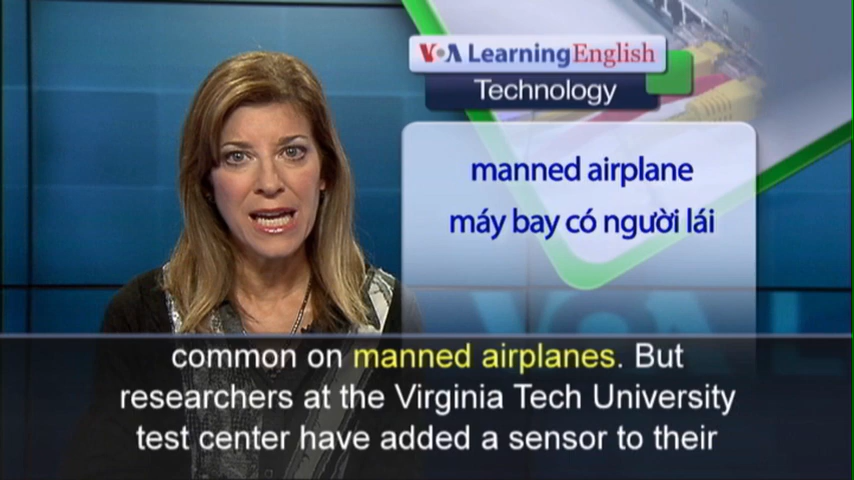 VOA Learning English
Technology
manned airplane
máy bay có người lái
common on manned airplanes. But
researchers at the Virginia Tech University
test center have added a sensor to their